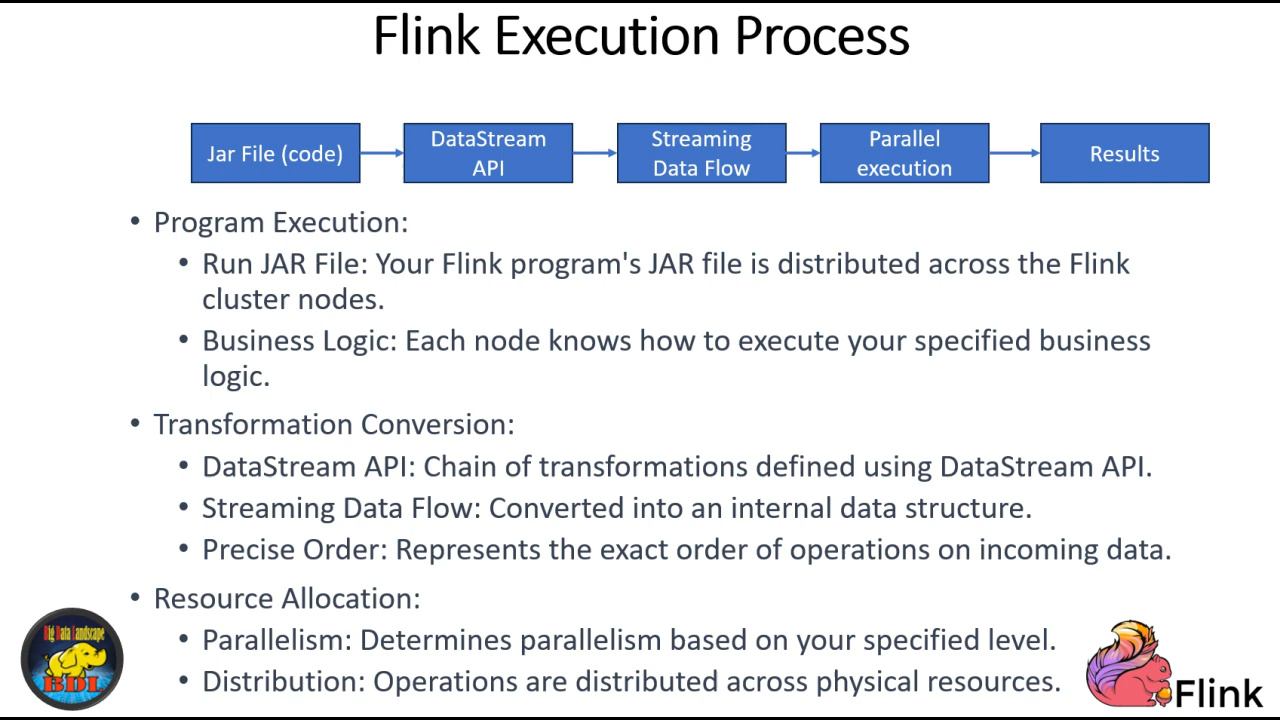 Flink Execution Process
Jar File (code)
DataStream
API
Streaming
Data Flow
Parallel
execution
Results
• Program Execution:
• Run JAR File: Your Flink program's JAR file is distributed across the Flink
cluster nodes.
• Business Logic: Each node knows how to execute your specified business
logic.
• Transformation Conversion:
• DataStream API: Chain of transformations defined using DataStream API.
• Streaming Data Flow: Converted into an internal data structure.
• Precise Order: Represents the exact order of operations on incoming data.
• Resource Allocation:
• Parallelism: Determines parallelism based on your specified level.
• Distribution: Operations are distributed across physical resources.
Big Data Landscape
BDL
Flink